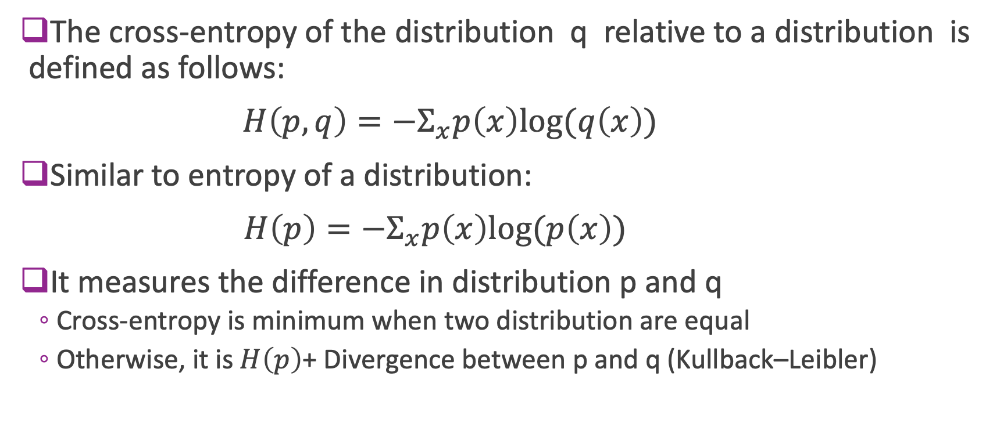 ❑The cross-entropy of the distribution q relative to a distribution is
defined as follows:
H(p, q) = −Σₓp(x)log(q(x))
❑Similar to entropy of a distribution:
H(p) = −Σₓp(x)log(p(x))
❑It measures the difference in distribution p and q
◦ Cross-entropy is minimum when two distribution are equal
◦ Otherwise, it is H(p)+ Divergence between p and q (Kullback–Leibler)